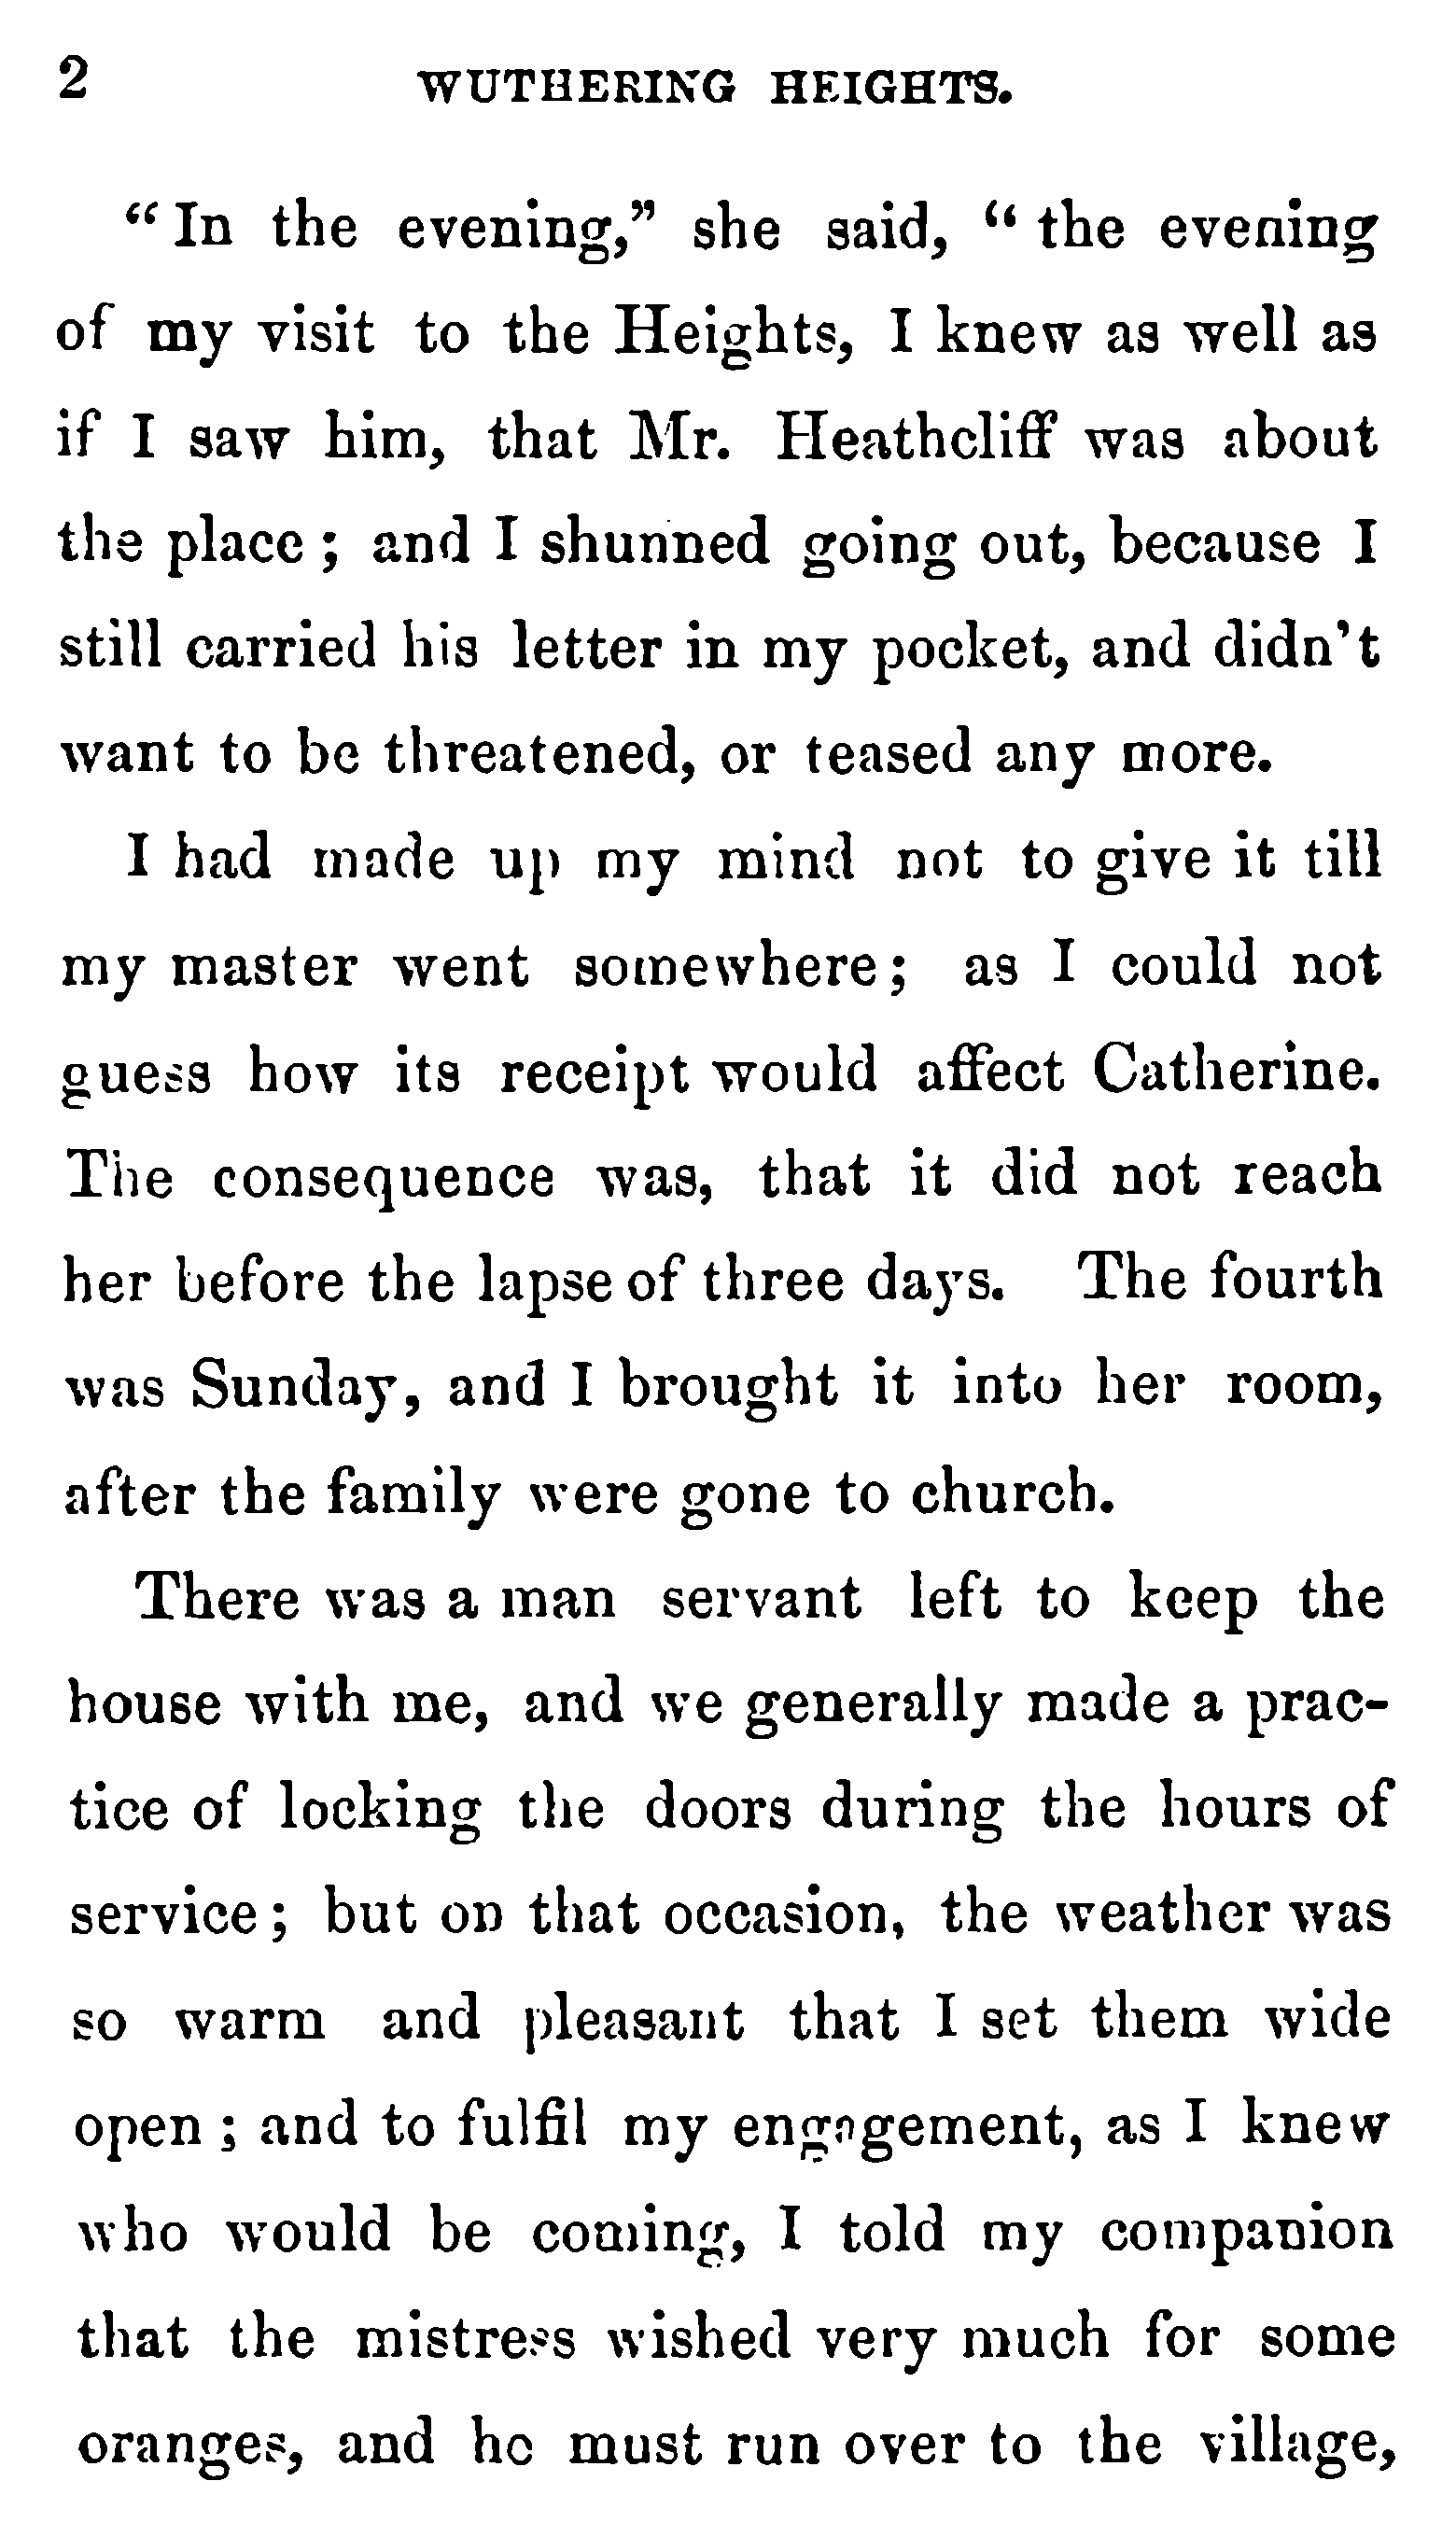 2 WUTHERING HEIGHTS.
“In the evening,” she said, “the evening
of my visit to the Heights, I knew as well as
if I saw him, that Mr. Heathcliff was about
the place; and I shunned going out, because I
still carried his letter in my pocket, and didn’t
want to be threatened, or teased any more.
I had made up my mind not to give it till
my master went somewhere; as I could not
guess how its receipt would affect Catherine.
The consequence was, that it did not reach
her before the lapse of three days. The fourth
was Sunday, and I brought it into her room,
after the family were gone to church.
There was a man servant left to keep the
house with me, and we generally made a prac-
tice of locking the doors during the hours of
service; but on that occasion, the weather was
so warm and pleasant that I set them wide
open; and to fulfil my engagement, as I knew
who would be coming, I told my companion
that the mistress wished very much for some
oranges, and he must run over to the village,